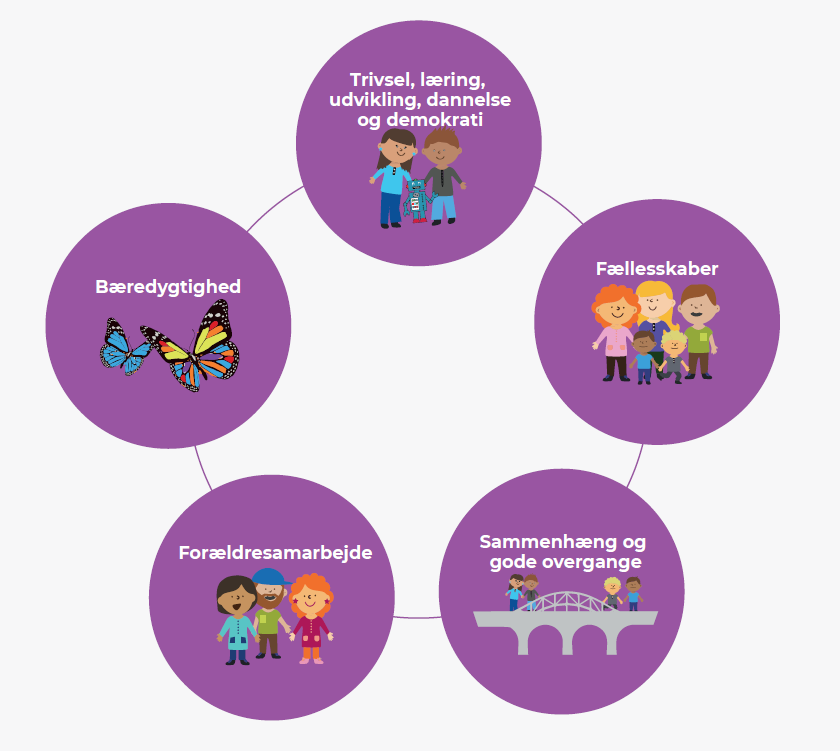 Trivsel, læring,
udvikling, dannelse
og demokrati
Fællesskaber
Bæredygtighed
Sammenhæng og
gode overgange
Forældresamarbejde